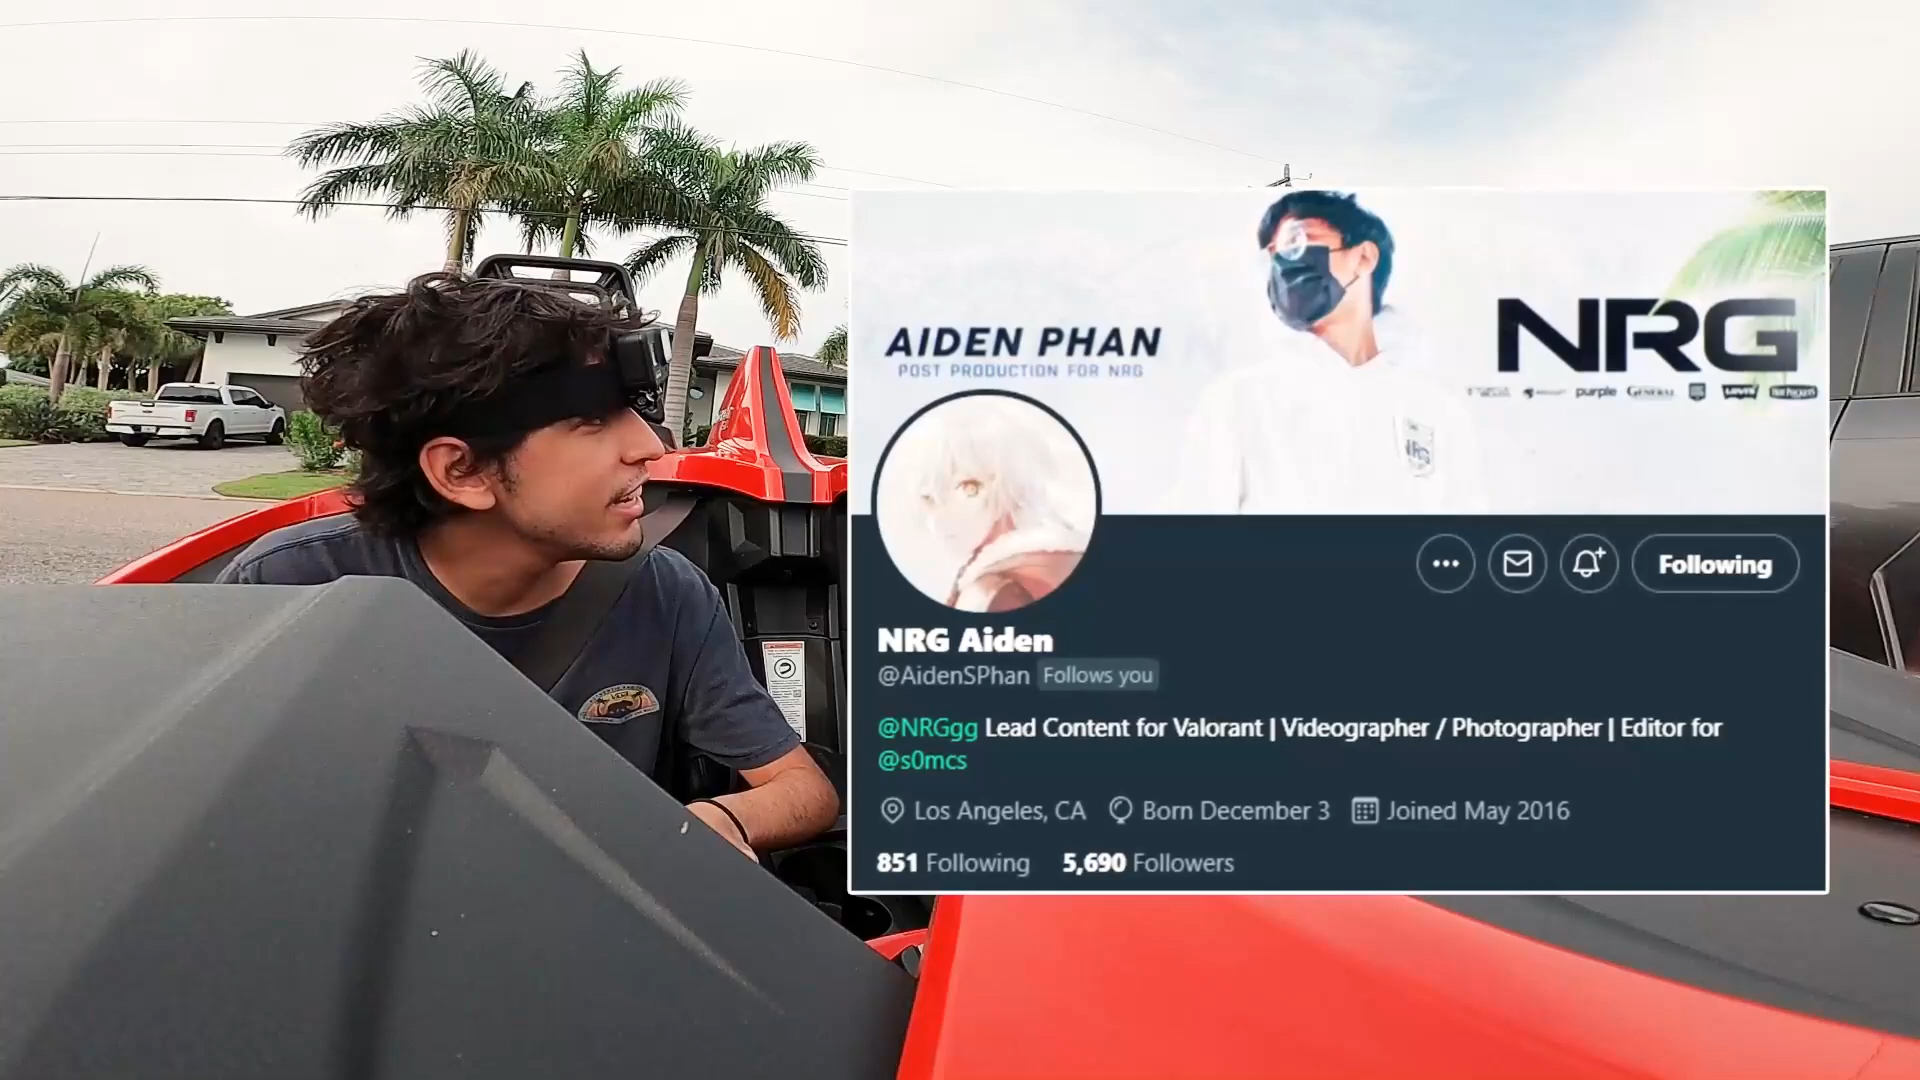 AIDEN PHAN
POST PRODUCTION FOR NRG
NRG
purple
GENERAL
NRG
Following
NRG Aiden
@AidenSPhan Follows you
@NRGgg Lead Content for Valorant | Videographer / Photographer | Editor for
@s0mcs
Los Angeles, CA Born December 3 Joined May 2016
851 Following 5,690 Followers